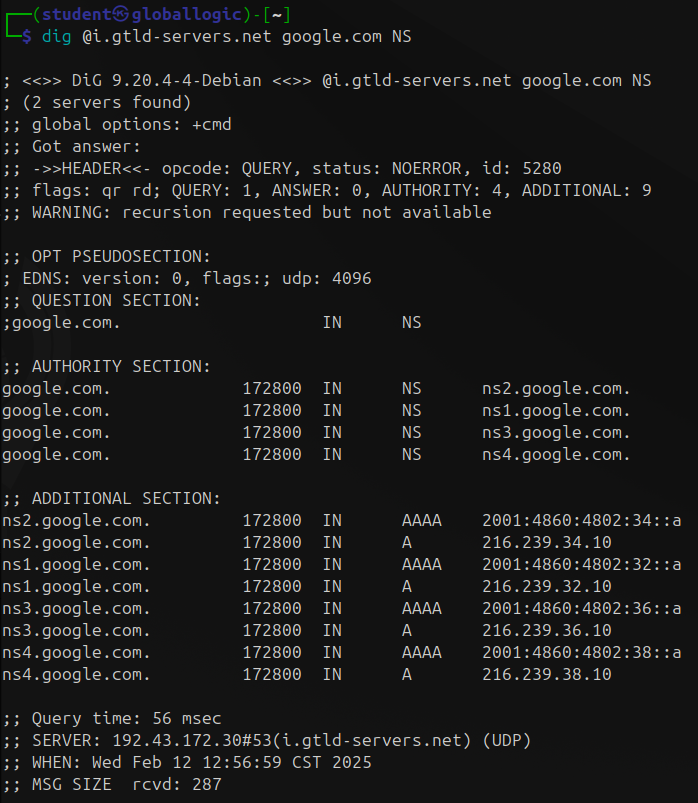 ┌──(student㉿globallogic)-[~]
└─$ dig @i.gtld-servers.net google.com NS
; <<>> DiG 9.20.4-4-Debian <<>> @i.gtld-servers.net google.com NS
; (2 servers found)
;; global options: +cmd
;; Got answer:
;; ->>HEADER<<- opcode: QUERY, status: NOERROR, id: 5280
;; flags: qr rd; QUERY: 1, ANSWER: 0, AUTHORITY: 4, ADDITIONAL: 9
;; WARNING: recursion requested but not available
;; OPT PSEUDOSECTION:
; EDNS: version: 0, flags:; udp: 4096
;; QUESTION SECTION:
;google.com. IN NS
;; AUTHORITY SECTION:
google.com. 172800 IN NS ns2.google.com.
google.com. 172800 IN NS ns1.google.com.
google.com. 172800 IN NS ns3.google.com.
google.com. 172800 IN NS ns4.google.com.
;; ADDITIONAL SECTION:
ns2.google.com. 172800 IN AAAA 2001:4860:4802:34::a
ns2.google.com. 172800 IN A 216.239.34.10
ns1.google.com. 172800 IN AAAA 2001:4860:4802:32::a
ns1.google.com. 172800 IN A 216.239.32.10
ns3.google.com. 172800 IN AAAA 2001:4860:4802:36::a
ns3.google.com. 172800 IN A 216.239.36.10
ns4.google.com. 172800 IN AAAA 2001:4860:4802:38::a
ns4.google.com. 172800 IN A 216.239.38.10
;; Query time: 56 msec
;; SERVER: 192.43.172.30#53(i.gtld-servers.net) (UDP)
;; WHEN: Wed Feb 12 12:56:59 CST 2025
;; MSG SIZE rcvd: 287